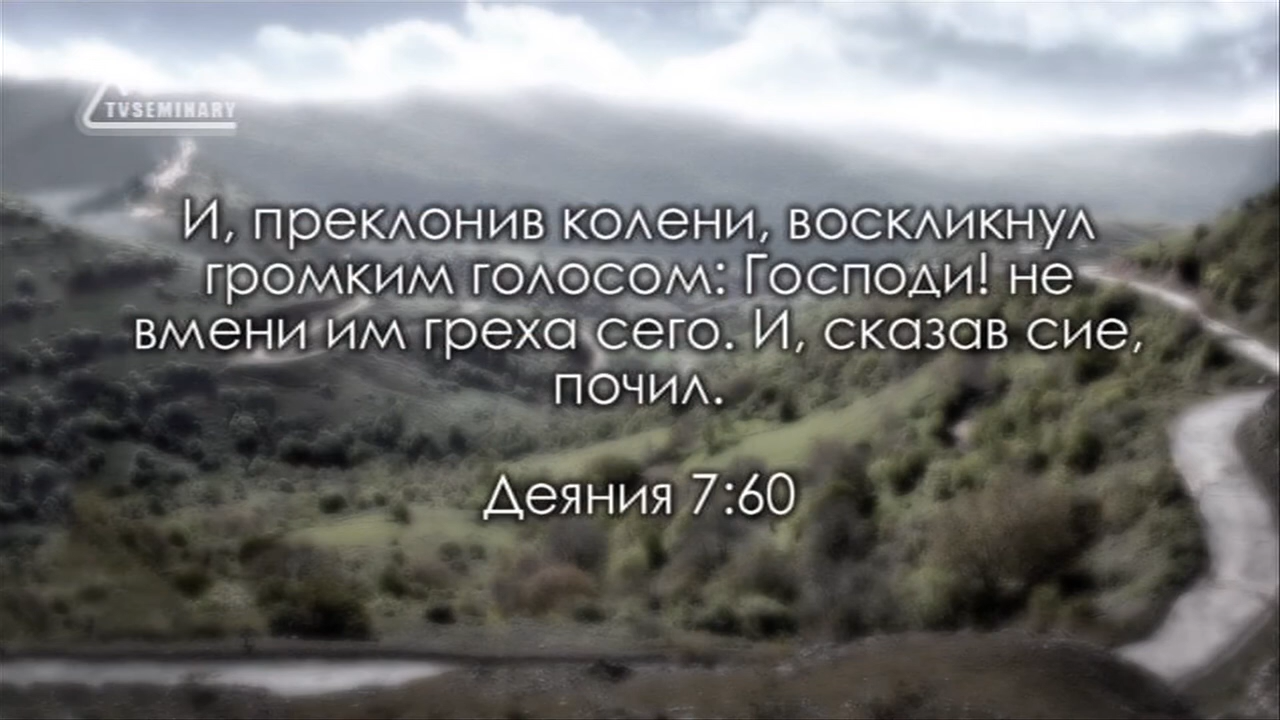 TVSEMINARY
И, преклонив колени, воскликнул
громким голосом: Господи! не
вмени им греха сего. И, сказав сие,
почил.
Деяния 7:60